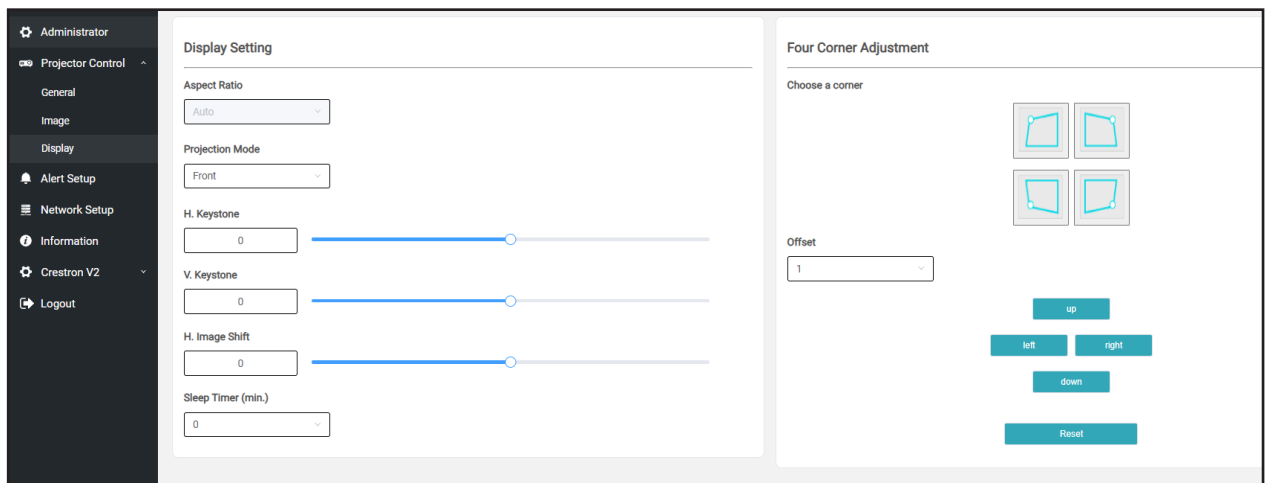 Administrator
Projector Control
General
Image
Display
Alert Setup
Network Setup
Information
Crestron V2
Logout
Display Setting
Aspect Ratio
Auto
Projection Mode
Front
H. Keystone
0
V. Keystone
0
H. Image Shift
0
Sleep Timer (min.)
0
Four Corner Adjustment
Choose a corner
Offset
1
up
left right
down
Reset